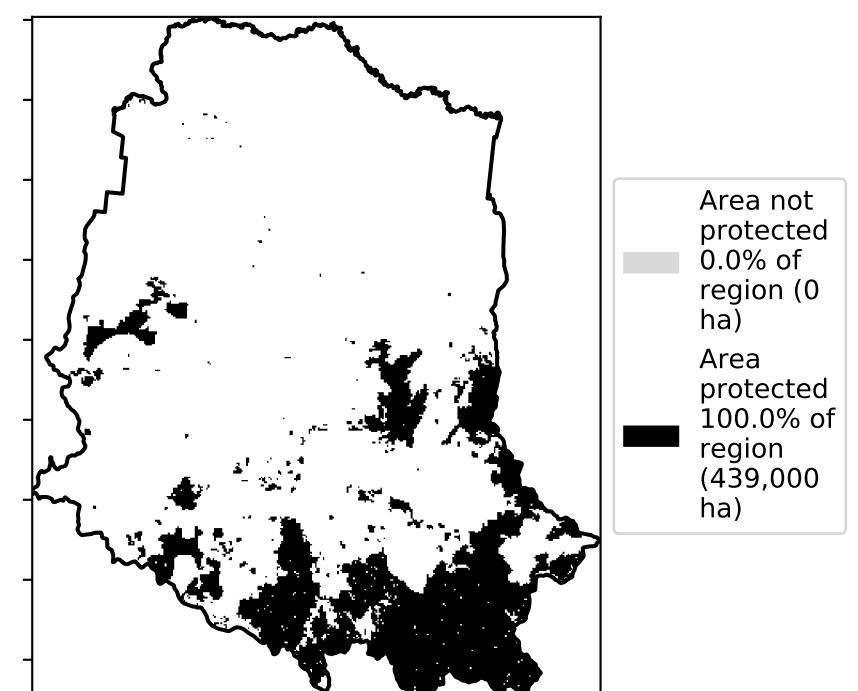 Area not
protected
0.0% of
region (0
ha)
Area
protected
100.0% of
region
(439,000
ha)